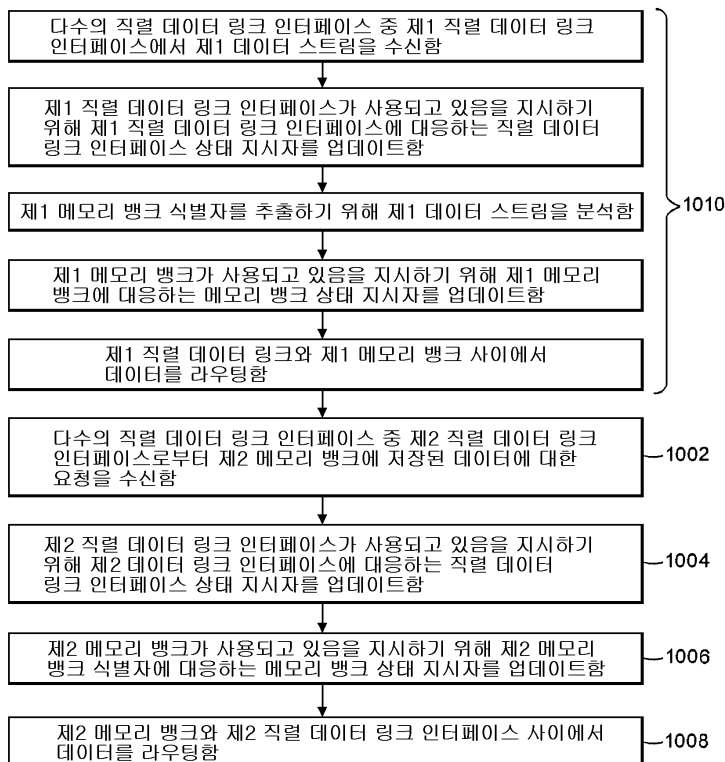 다수의 직렬 데이터 링크 인터페이스 중 제1 직렬 데이터 링크
인터페이스에서 제1 데이터 스트림을 수신함
제1 직렬 데이터 링크 인터페이스가 사용되고 있음을 지시하기
위해 제1 직렬 데이터 링크 인터페이스에 대응하는 직렬 데이터
링크 인터페이스 상태 지시자를 업데이트함
제1 메모리 뱅크 식별자를 추출하기 위해 제1 데이터 스트림을 분석함
1010
제1 메모리 뱅크가 사용되고 있음을 지시하기 위해 제1 메모리
뱅크에 대응하는 메모리 뱅크 상태 지시자를 업데이트함
제1 직렬 데이터 링크와 제1 메모리 뱅크 사이에서
데이터를 라우팅함
다수의 직렬 데이터 링크 인터페이스 중 제2 직렬 데이터 링크
인터페이스로부터 제2 메모리 뱅크에 저장된 데이터에 대한
요청을 수신함
1002
제2 직렬 데이터 링크 인터페이스가 사용되고 있음을 지시하기
위해 제2 데이터 링크 인터페이스에 대응하는 직렬 데이터
링크 인터페이스 상태 지시자를 업데이트함
1004
제2 메모리 뱅크가 사용되고 있음을 지시하기 위해 제2 메모리
뱅크 식별자에 대응하는 메모리 뱅크 상태 지시자를 업데이트함
1006
제2 메모리 뱅크와 제2 직렬 데이터 링크 인터페이스 사이에서
데이터를 라우팅함
1008